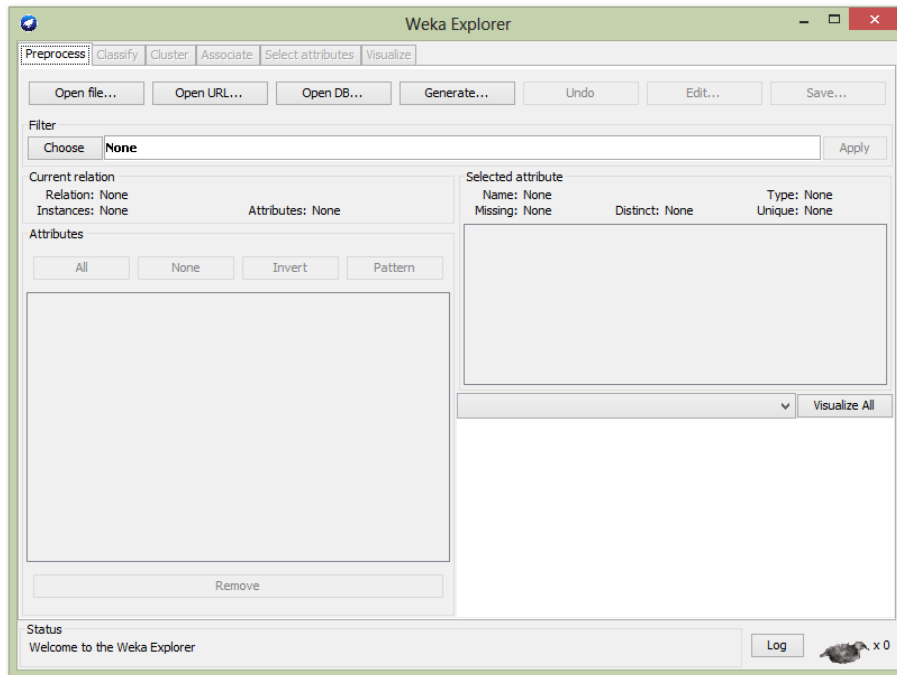 Weka Explorer
Preprocess Classify Cluster Associate Select attributes Visualize
Open file... Open URL... Open DB... Generate... Undo Edit... Save...
Filter
Choose None Apply
Current relation
Relation: None
Instances: None Attributes: None
Selected attribute
Name: None Type: None
Missing: None Distinct: None Unique: None
Attributes
All None Invert Pattern
Visualize All
Remove
Status
Welcome to the Weka Explorer
Log x 0